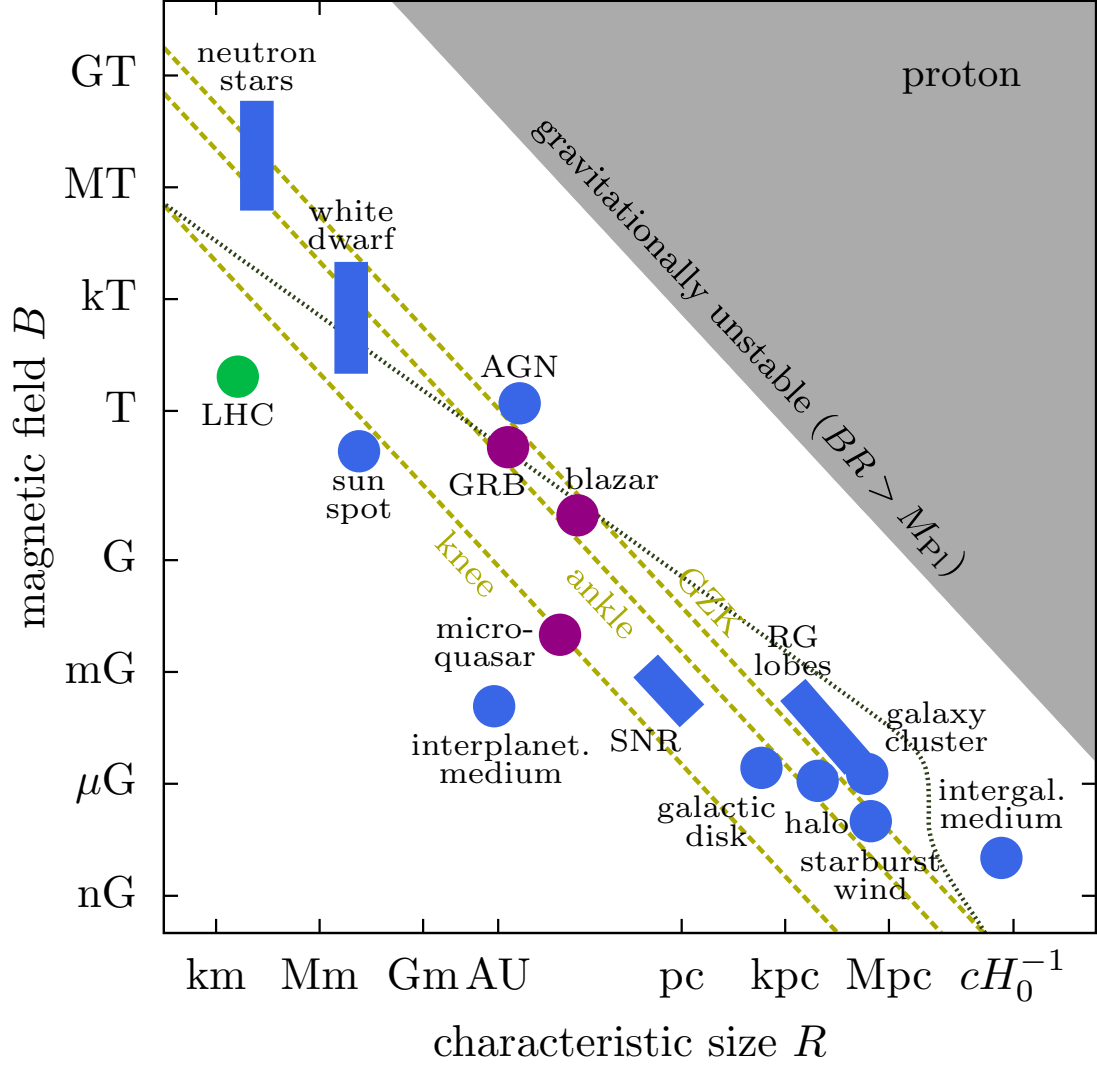 proton
gravitationally unstable (BR > M_Pl)
GT
MT
kT
T
G
mG
μG
nG
magnetic field B
neutron
stars
white
dwarf
LHC
sun
spot
AGN
GRB
blazar
knee
ankle
GZK
micro-
quasar
interplanet.
medium
SNR
RG
lobes
galactic
disk
halo
galaxy
cluster
starburst
wind
intergal.
medium
km Mm Gm AU pc kpc Mpc cH₀⁻¹
characteristic size R